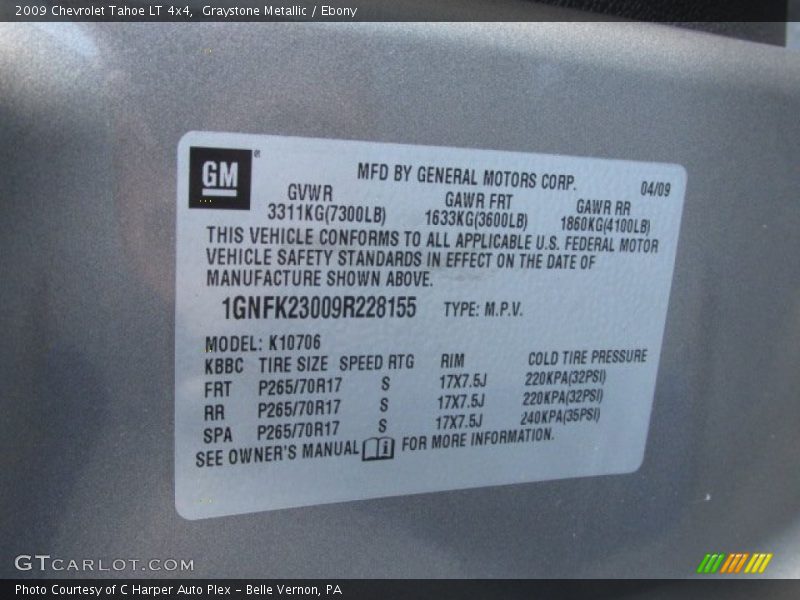 2009 Chevrolet Tahoe LT 4x4,  Graystone Metallic / Ebony
GM®
MFD BY GENERAL MOTORS CORP. 04/09
GVWR GAWR FRT GAWR RR
3311KG(7300LB) 1633KG(3600LB) 1860KG(4100LB)
THIS VEHICLE CONFORMS TO ALL APPLICABLE U.S. FEDERAL MOTOR
VEHICLE SAFETY STANDARDS IN EFFECT ON THE DATE OF
MANUFACTURE SHOWN ABOVE.
1GNFK23009R228155 TYPE: M.P.V.
MODEL: K10706
KBBC TIRE SIZE SPEED RTG RIM COLD TIRE PRESSURE
FRT P265/70R17 S 17X7.5J 220KPA(32PSI)
RR P265/70R17 S 17X7.5J 220KPA(32PSI)
SPA P265/70R17 S 17X7.5J 240KPA(35PSI)
SEE OWNER'S MANUAL i FOR MORE INFORMATION.
GTCARLOT.COM
Photo Courtesy of C Harper Auto Plex - Belle Vernon, PA